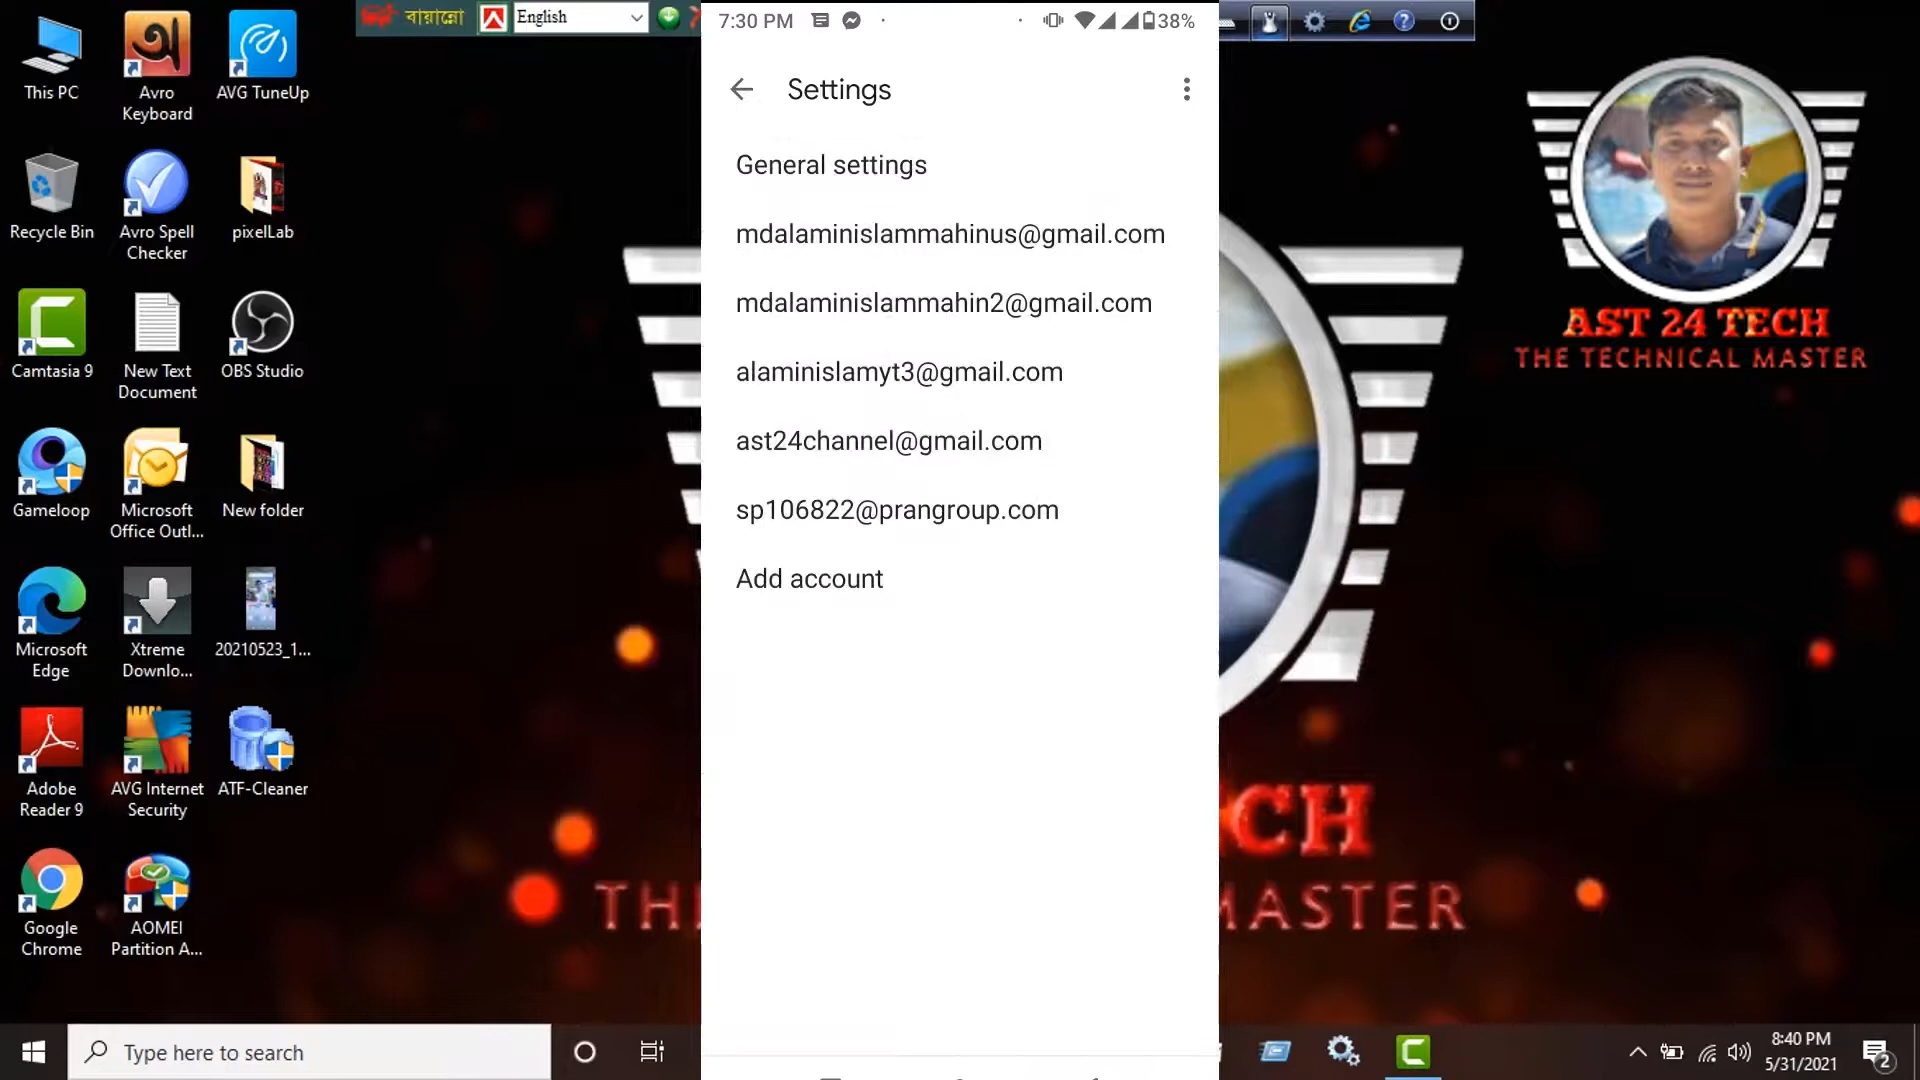 This PC
Avro
Keyboard
AVG TuneUp
Recycle Bin
Avro Spell
Checker
pixelLab
Camtasia 9
New Text
Document
OBS Studio
Gameloop
Microsoft
Office Outl...
New folder
Microsoft
Edge
Xtreme
Downlo...
20210523_1...
Adobe
Reader 9
AVG Internet
Security
ATF-Cleaner
Google
Chrome
AOMEI
Partition A...
বায়ান্নো
English
7:30 PM
38%
Settings
General settings
mdalaminislammahinus@gmail.com
mdalaminislammahin2@gmail.com
alaminislamyt3@gmail.com
ast24channel@gmail.com
sp106822@prangroup.com
Add account
AST 24 TECH
THE TECHNICAL MASTER
CH
TH
MASTER
Type here to search
8:40 PM
5/31/2021
2